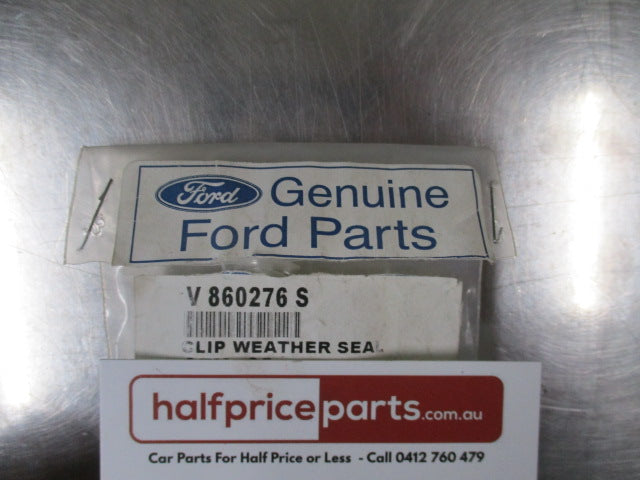 Ford Genuine
Ford Parts
V 860276 S
CLIP WEATHER SEAL
halfpriceparts.com.au
Car Parts For Half Price or Less - Call 0412 760 479